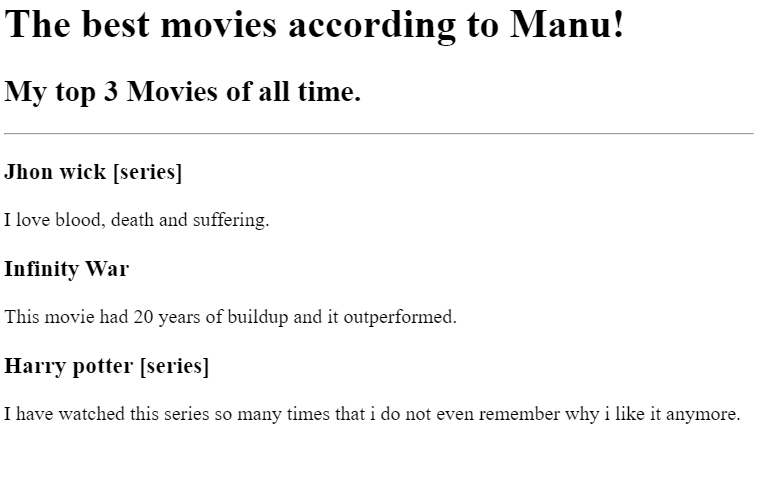 The best movies according to Manu!
My top 3 Movies of all time.
Jhon wick [series]
I love blood, death and suffering.
Infinity War
This movie had 20 years of buildup and it outperformed.
Harry potter [series]
I have watched this series so many times that i do not even remember why i like it anymore.